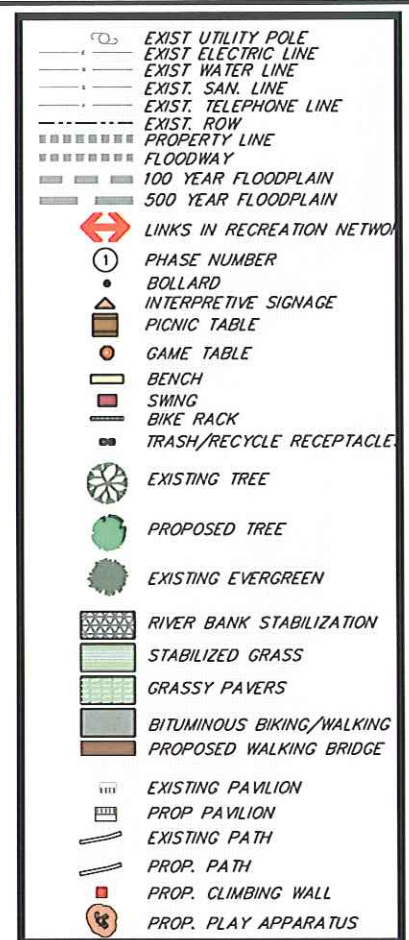 EXIST UTILITY POLE
EXIST ELECTRIC LINE
EXIST WATER LINE
EXIST. SAN. LINE
EXIST. TELEPHONE LINE
EXIST. ROW
PROPERTY LINE
FLOODWAY
100 YEAR FLOODPLAIN
500 YEAR FLOODPLAIN
LINKS IN RECREATION NETWO
1 PHASE NUMBER
BOLLARD
INTERPRETIVE SIGNAGE
PICNIC TABLE
GAME TABLE
BENCH
SWING
BIKE RACK
TRASH/RECYCLE RECEPTACLES
EXISTING TREE
PROPOSED TREE
EXISTING EVERGREEN
RIVER BANK STABILIZATION
STABILIZED GRASS
GRASSY PAVERS
BITUMINOUS BIKING/WALKING
PROPOSED WALKING BRIDGE
EXISTING PAVILION
PROP PAVILION
EXISTING PATH
PROP. PATH
PROP. CLIMBING WALL
PROP. PLAY APPARATUS